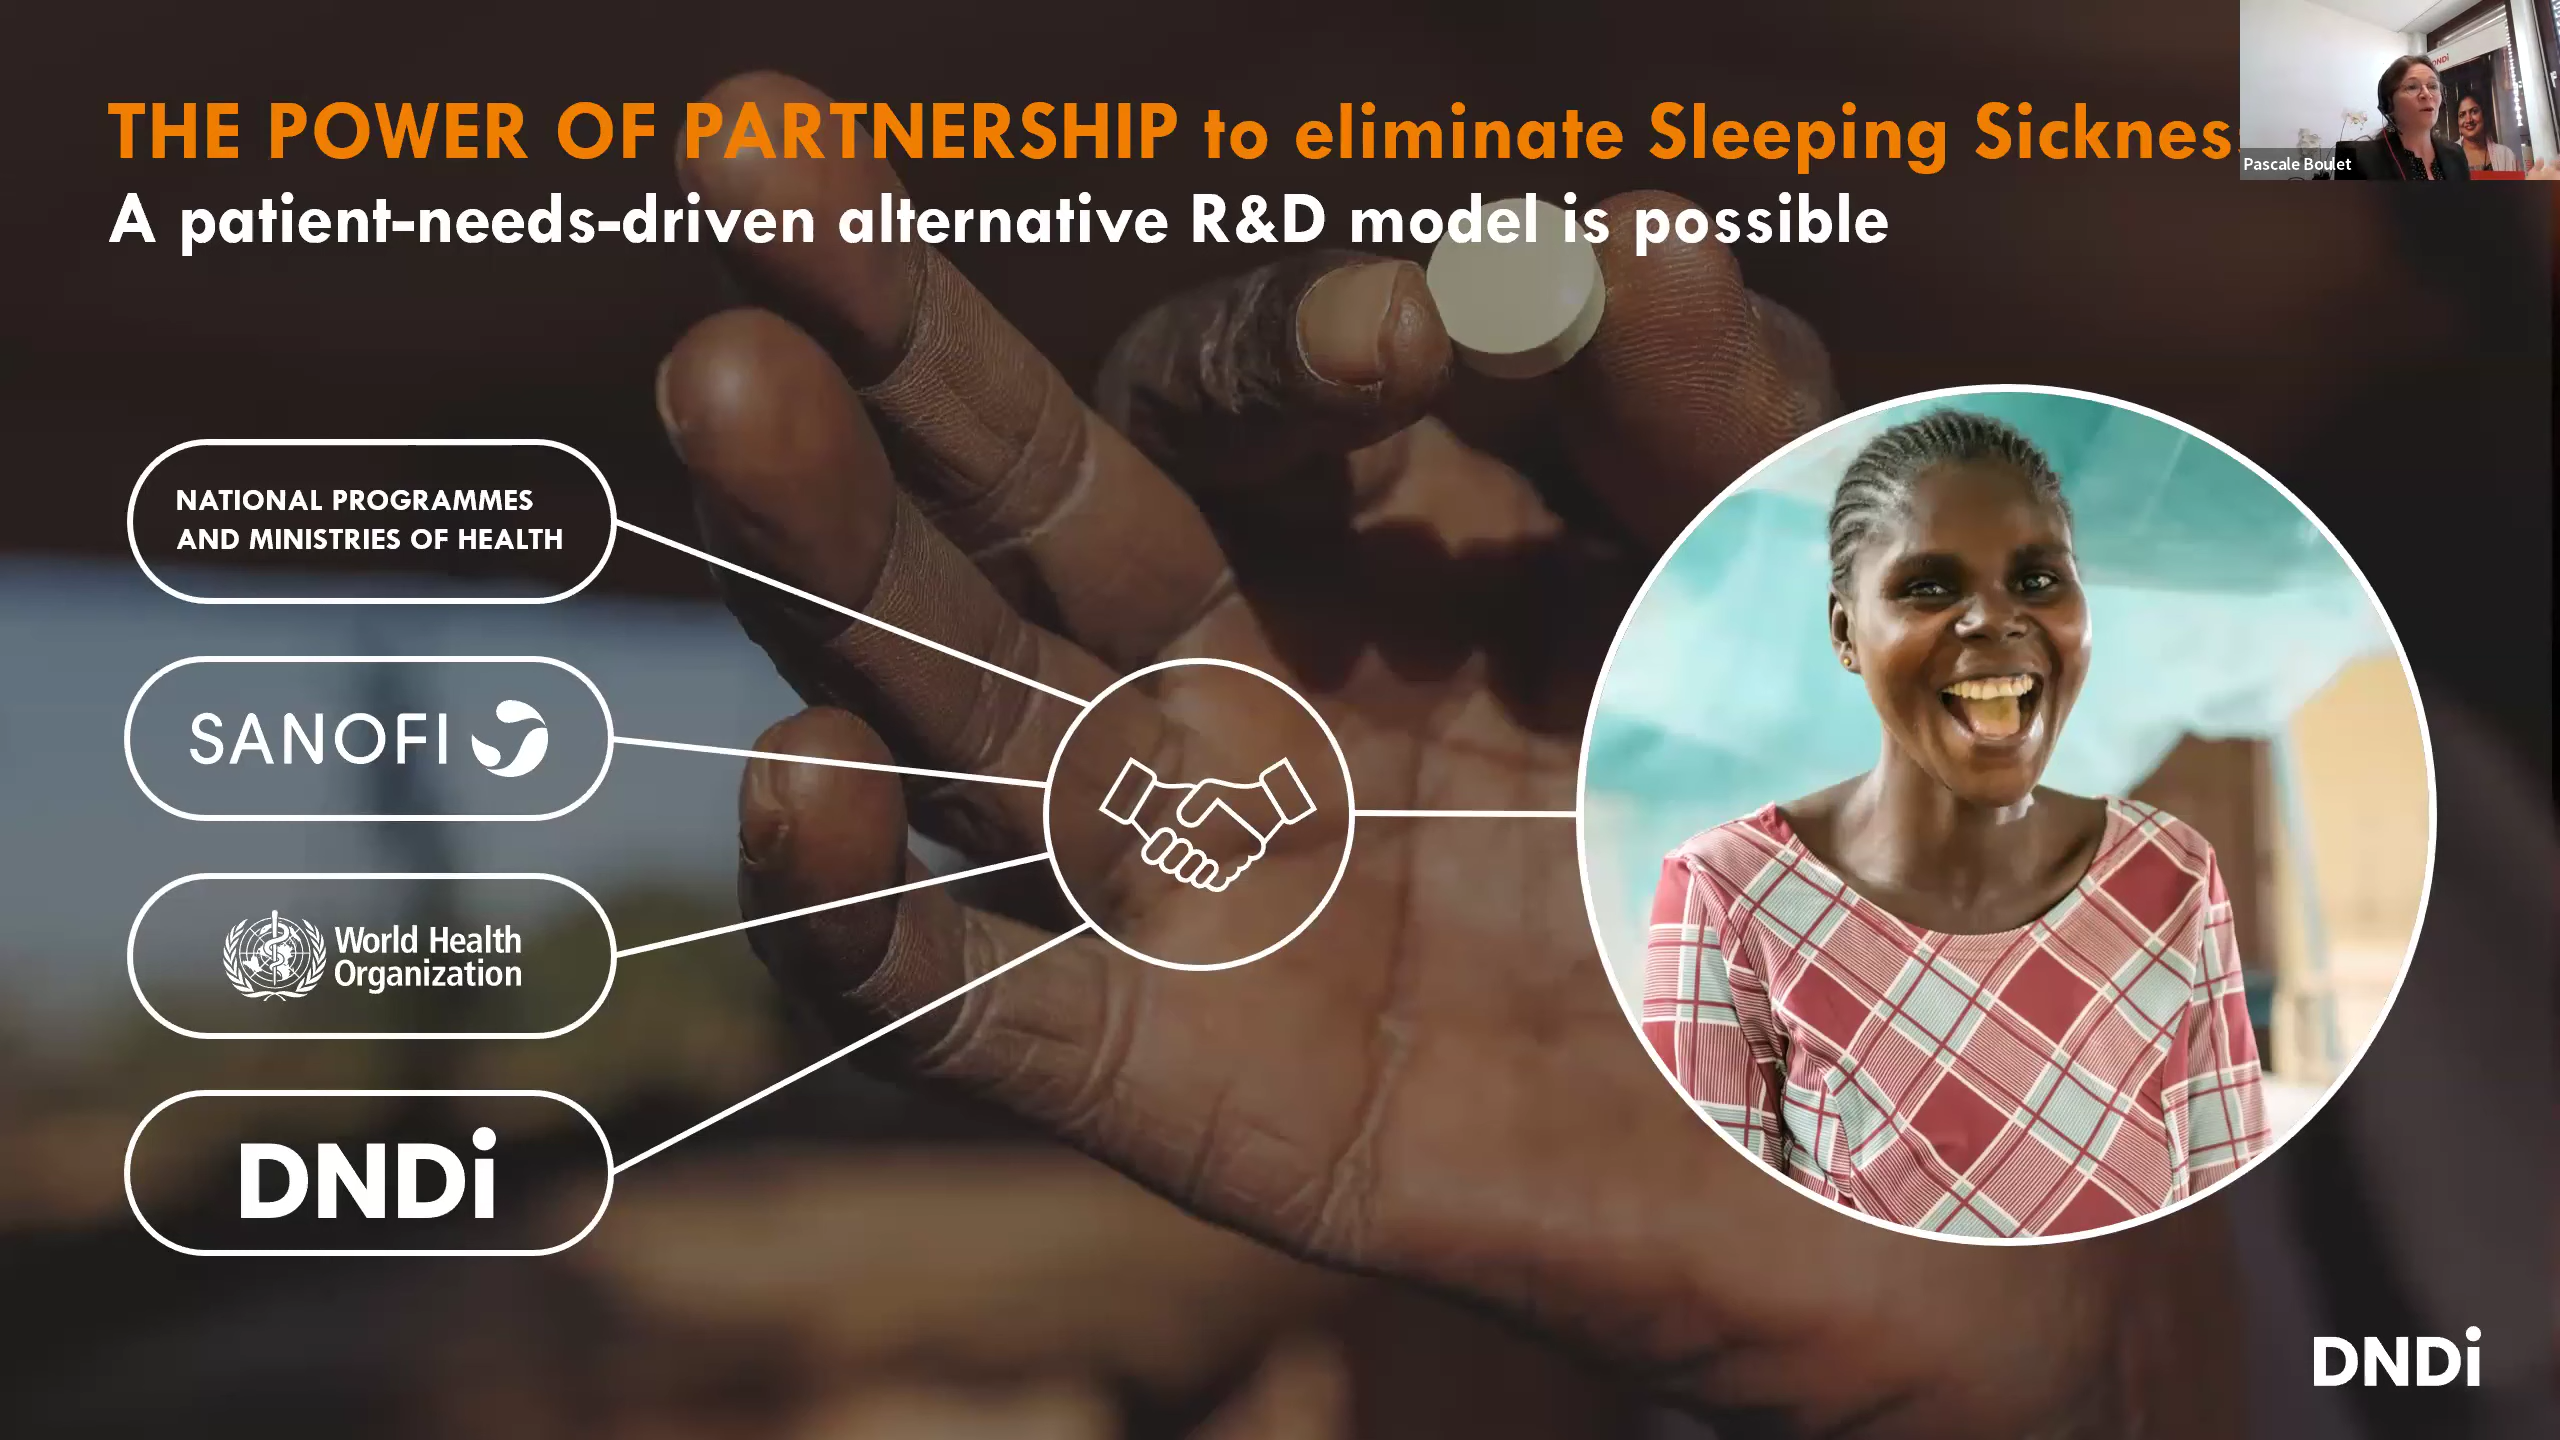 THE POWER OF PARTNERSHIP to eliminate Sleeping Sicknes
A patient-needs-driven alternative R&D model is possible
Pascale Boulet
NATIONAL PROGRAMMES
AND MINISTRIES OF HEALTH
SANOFI
World Health
Organization
DNDi
DNDi